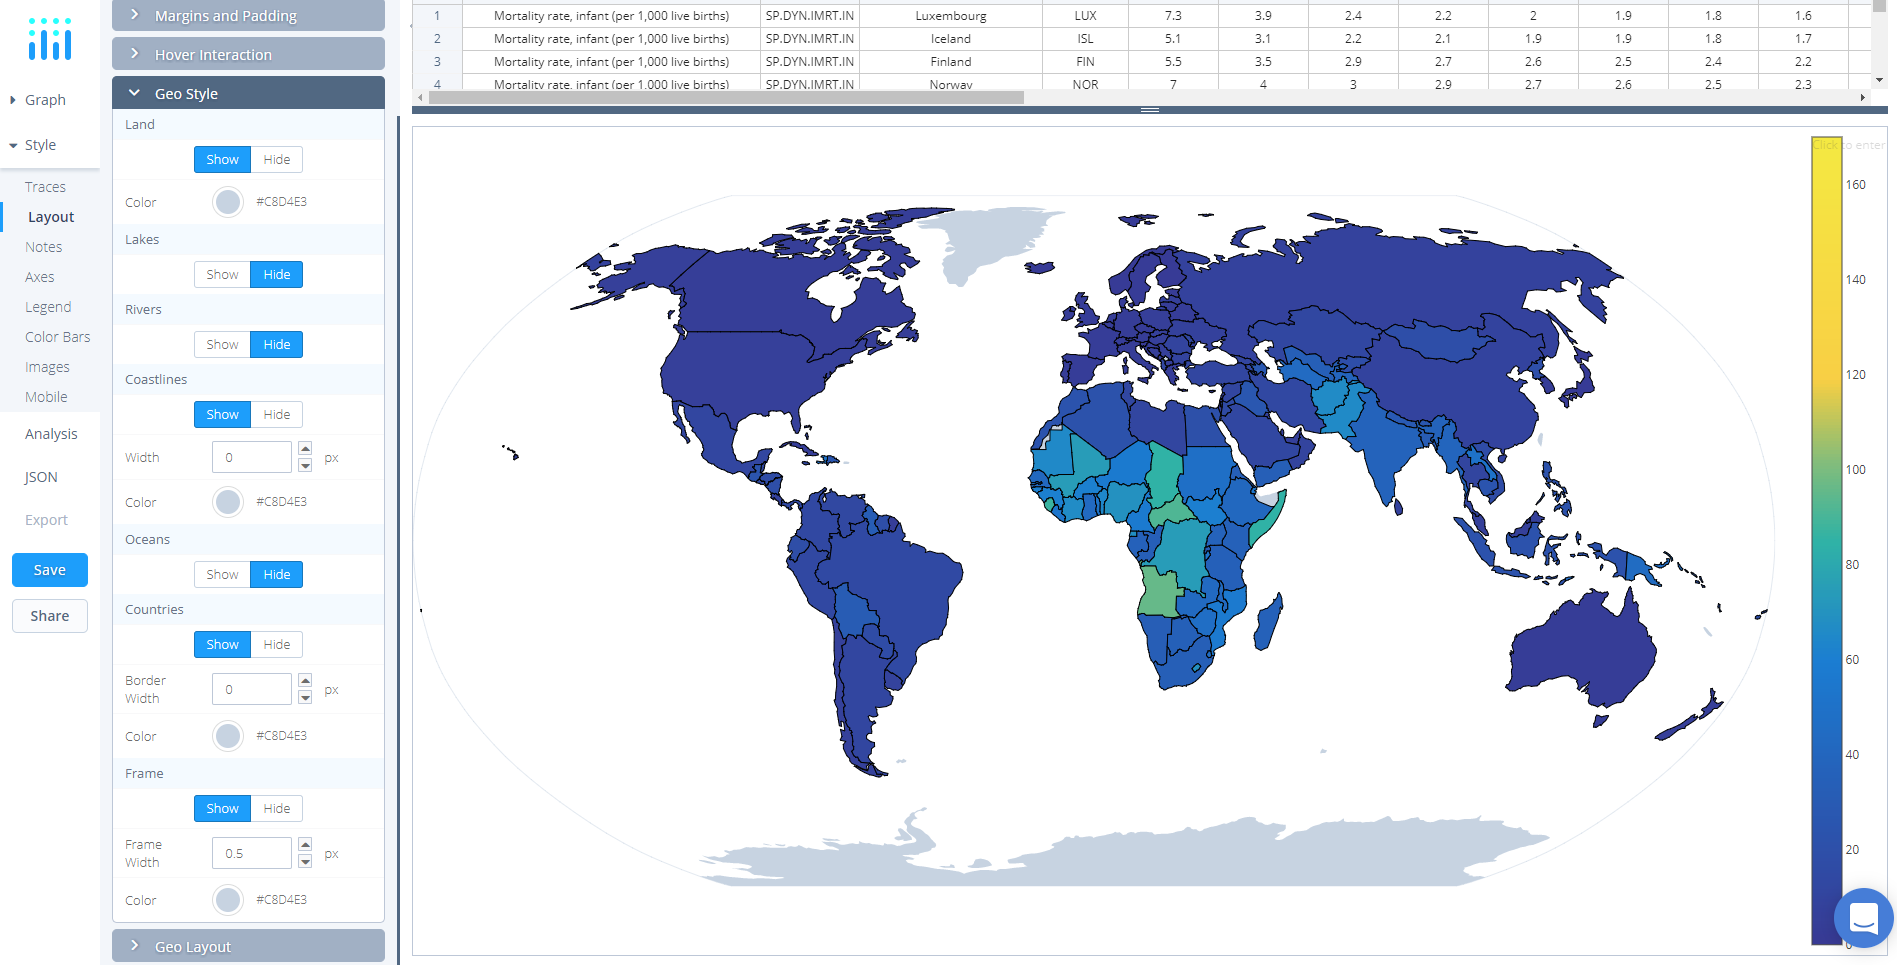 Graph
Style
Traces
Layout
Notes
Axes
Legend
Color Bars
Images
Mobile
Analysis
JSON
Export
Save
Share
Margins and Padding
Hover Interaction
Geo Style
Land
Show Hide
Color #C8D4E3
Lakes
Show Hide
Rivers
Show Hide
Coastlines
Show Hide
Width 0 px
Color #C8D4E3
Oceans
Show Hide
Countries
Show Hide
Border
Width 0 px
Color #C8D4E3
Frame
Show Hide
Frame
Width 0.5 px
Color #C8D4E3
Geo Layout
1 Mortality rate, infant (per 1,000 live births) SP.DYN.IMRT.IN Luxembourg LUX 7.3 3.9 2.4 2.2 2 1.9 1.8 1.6
2 Mortality rate, infant (per 1,000 live births) SP.DYN.IMRT.IN Iceland ISL 5.1 3.1 2.2 2.1 1.9 1.9 1.8 1.7
3 Mortality rate, infant (per 1,000 live births) SP.DYN.IMRT.IN Finland FIN 5.5 3.5 2.9 2.7 2.6 2.5 2.4 2.2
4 Mortality rate, infant (per 1,000 live births) SP.DYN.IMRT.IN Norway NOR 7 4 3 2.9 2.7 2.6 2.5 2.3
Click to enter
160
140
120
100
80
60
40
20
0